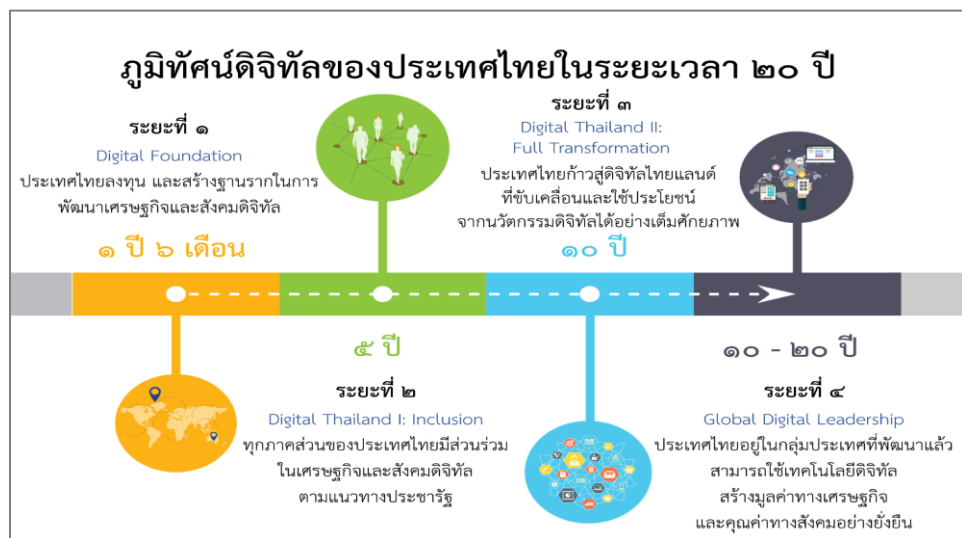 ภูมิทัศน์ดิจิทัลของประเทศไทยในระยะเวลา ๒๐ ปี
ระยะที่ ๑
Digital Foundation
ประเทศไทยลงทุน และสร้างฐานรากในการ
พัฒนาเศรษฐกิจและสังคมดิจิทัล
๑ ปี ๖ เดือน
๕ ปี
ระยะที่ ๒
Digital Thailand I: Inclusion
ทุกภาคส่วนของประเทศไทยมีส่วนร่วม
ในเศรษฐกิจและสังคมดิจิทัล
ตามแนวทางประชารัฐ
ระยะที่ ๓
Digital Thailand II:
Full Transformation
ประเทศไทยก้าวสู่ดิจิทัลไทยแลนด์
ที่ขับเคลื่อนและใช้ประโยชน์
จากนวัตกรรมดิจิทัลได้อย่างเต็มศักยภาพ
๑๐ ปี
๑๐ - ๒๐ ปี
ระยะที่ ๔
Global Digital Leadership
ประเทศไทยอยู่ในกลุ่มประเทศที่พัฒนาแล้ว
สามารถใช้เทคโนโลยีดิจิทัล
สร้างมูลค่าทางเศรษฐกิจ
และคุณค่าทางสังคมอย่างยั่งยืน